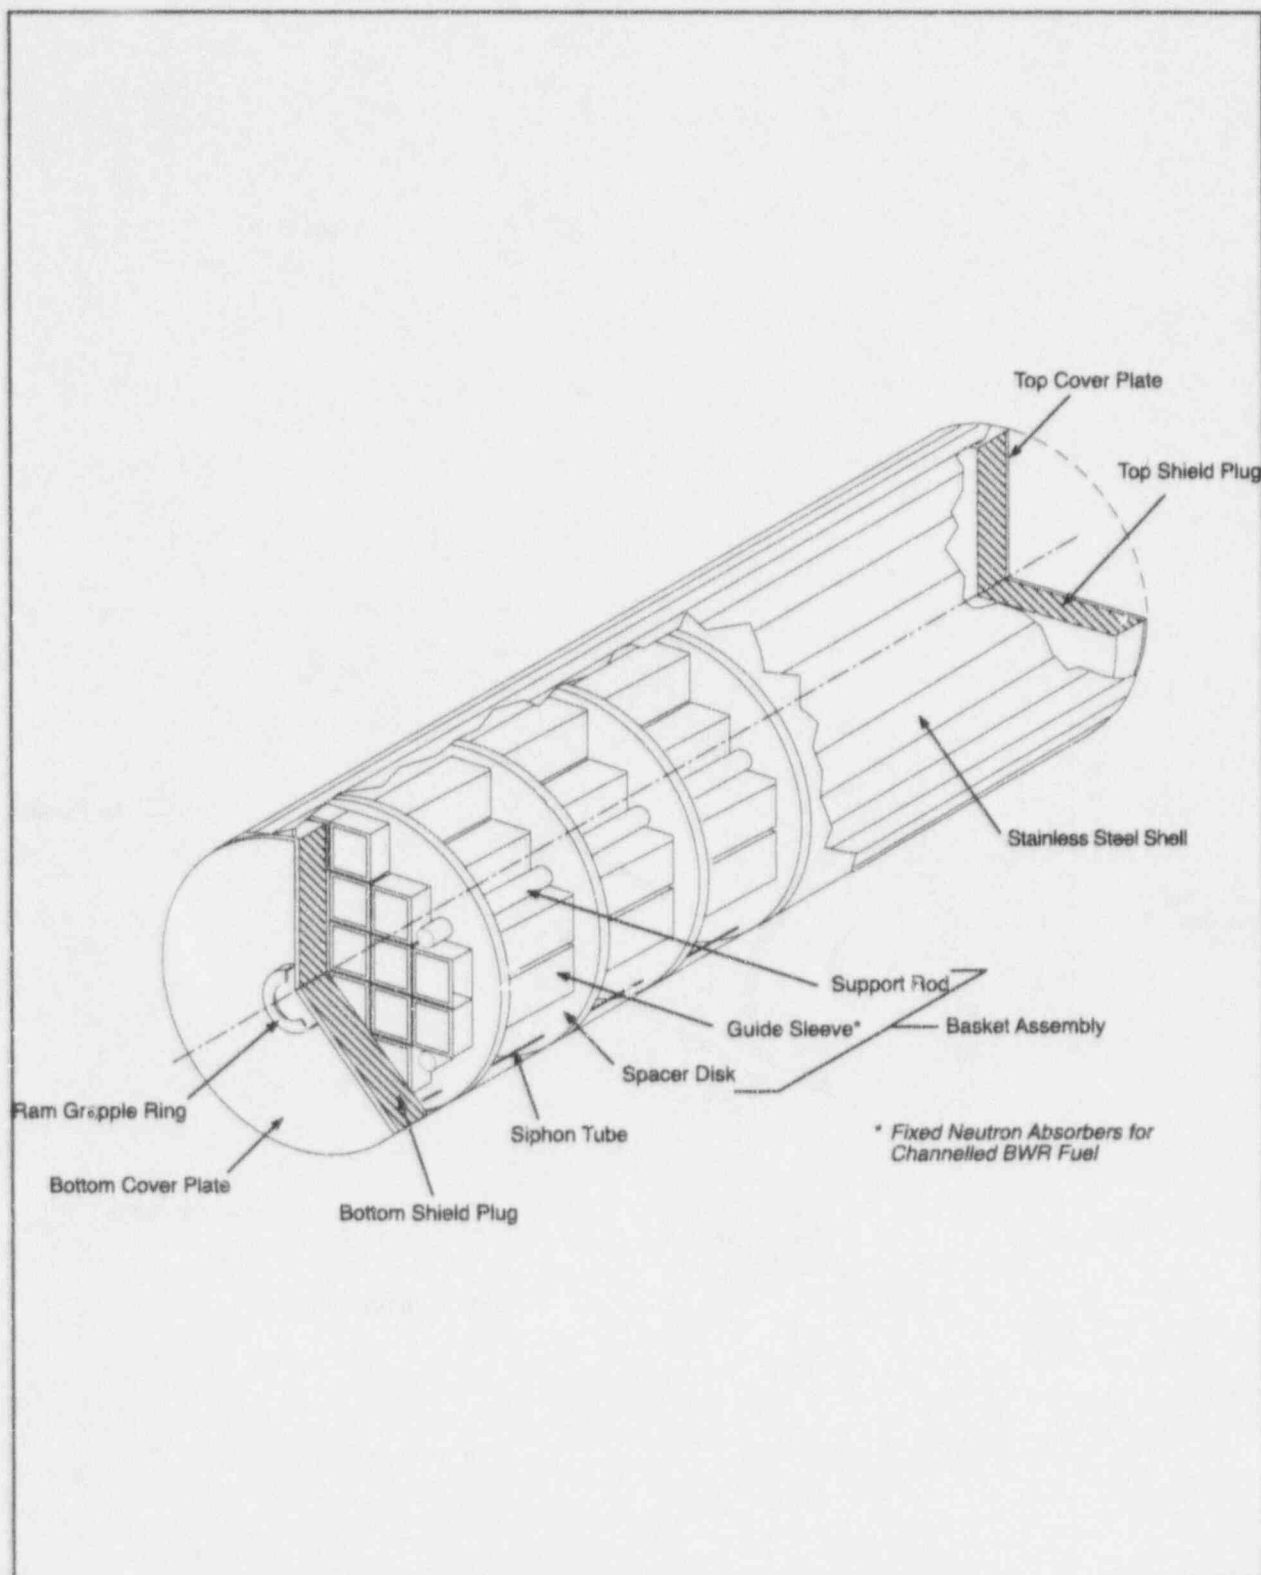 Top Cover Plate
Top Shield Plug
Stainless Steel Shell
Support Rod
Guide Sleeve*
Basket Assembly
Spacer Disk
Ram Grapple Ring
Siphon Tube
* Fixed Neutron Absorbers for
Channelled BWR Fuel
Bottom Cover Plate
Bottom Shield Plug